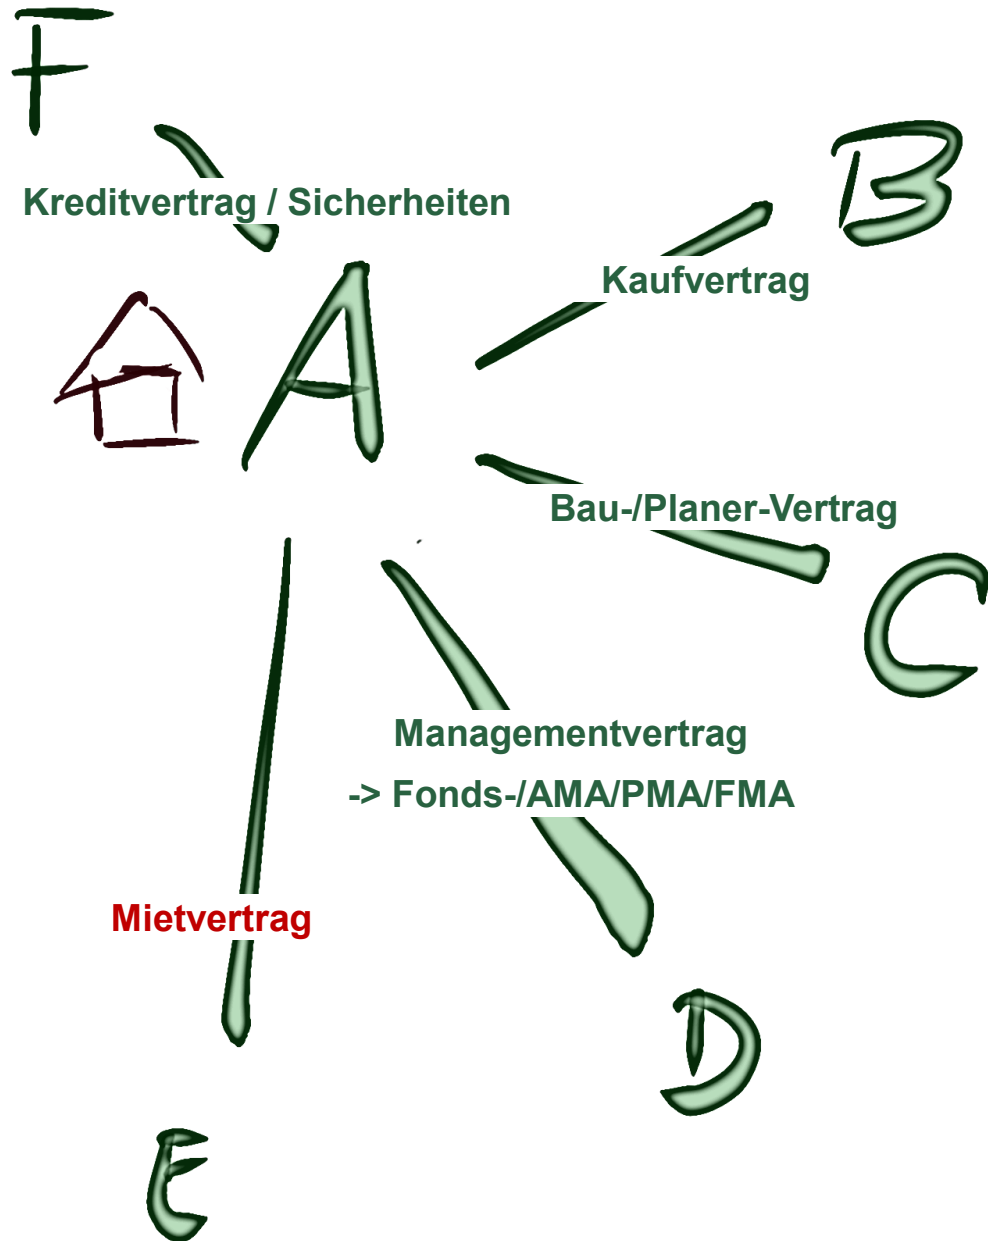 F
B
Kreditvertrag / Sicherheiten
Kaufvertrag
A
Bau-/Planer-Vertrag
C
Managementvertrag
-> Fonds-/AMA/PMA/FMA
Mietvertrag
D
E